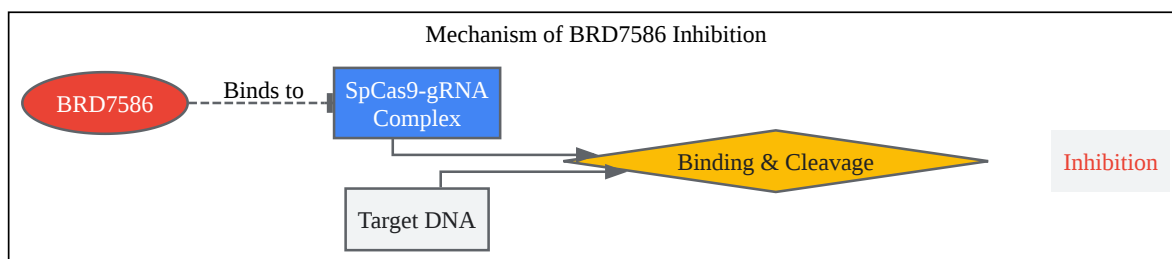 Mechanism of BRD7586 Inhibition
BRD7586
Binds to
SpCas9-gRNA
Complex
Binding & Cleavage
Inhibition
Target DNA